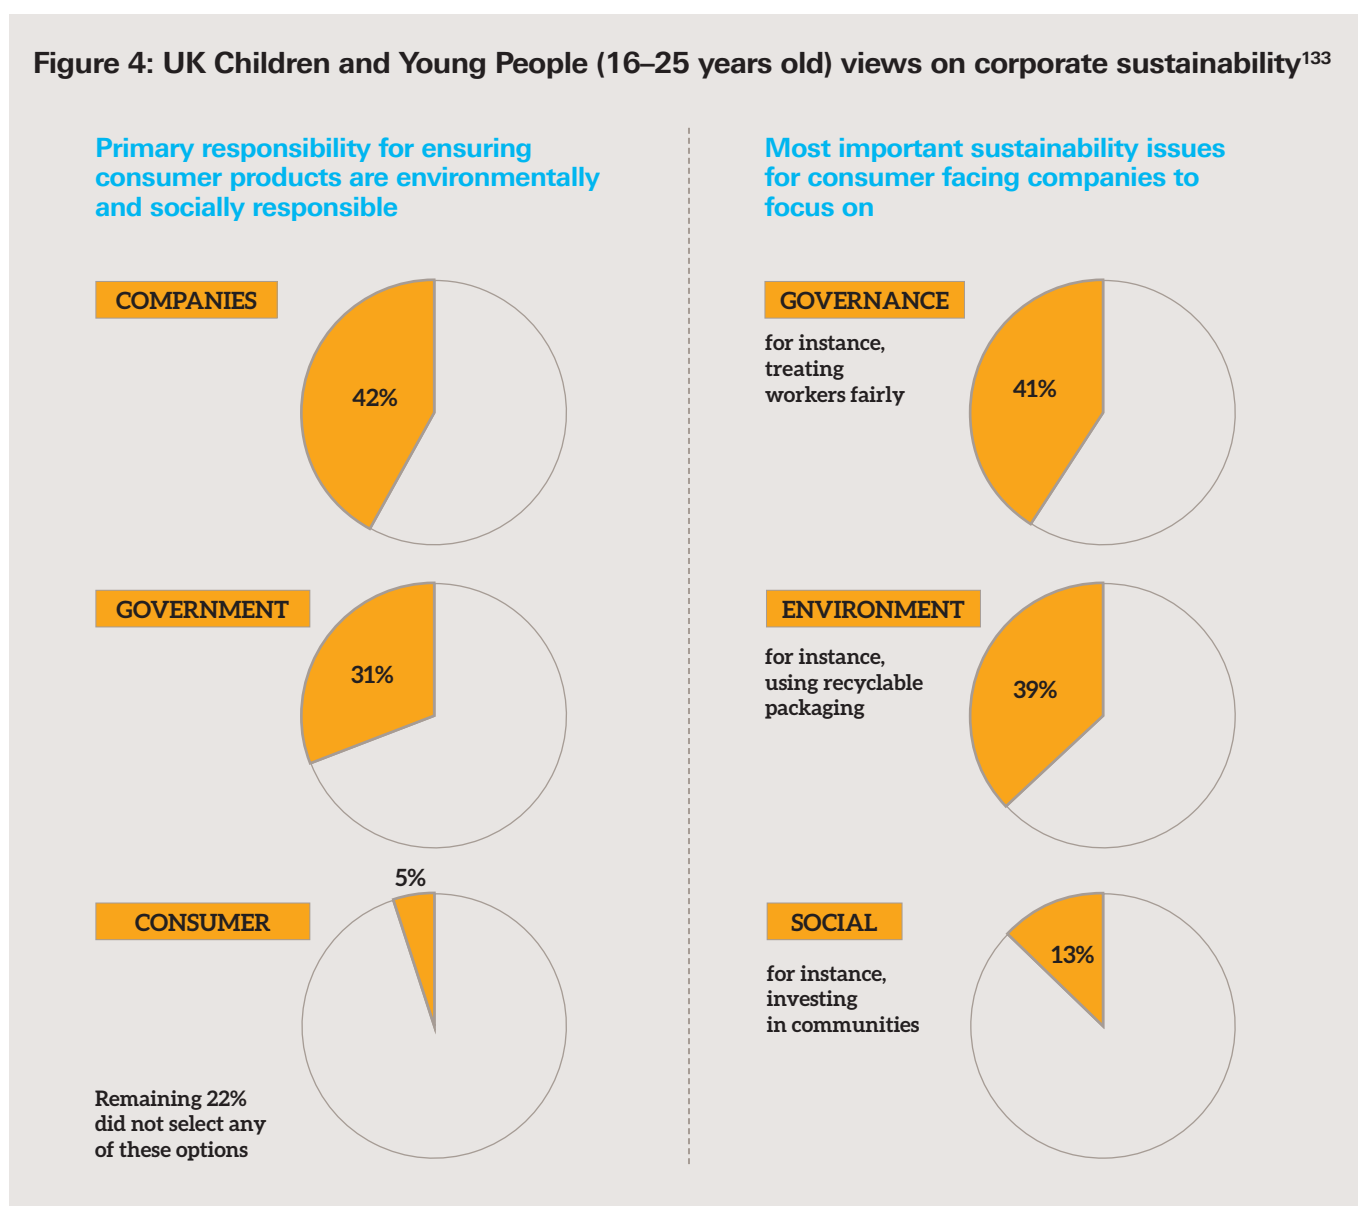 Figure 4: UK Children and Young People (16–25 years old) views on corporate sustainability¹³³
Primary responsibility for ensuring
consumer products are environmentally
and socially responsible
COMPANIES
42%
GOVERNMENT
31%
5%
CONSUMER
Remaining 22%
did not select any
of these options
Most important sustainability issues
for consumer facing companies to
focus on
GOVERNANCE
for instance,
treating
workers fairly
41%
ENVIRONMENT
for instance,
using recyclable
packaging
39%
SOCIAL
for instance,
investing
in communities
13%